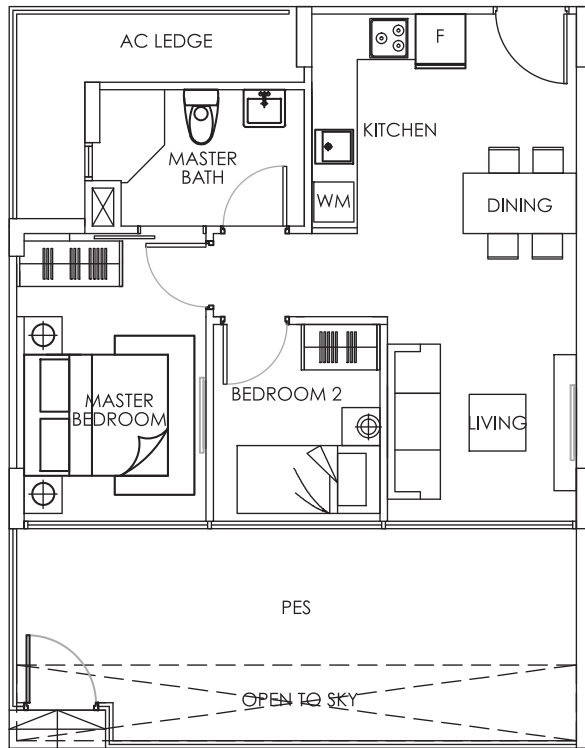 AC LEDGE
F
KITCHEN
MASTER
BATH
WM
DINING
MASTER
BEDROOM
BEDROOM 2
LIVING
PES
OPEN TO SKY